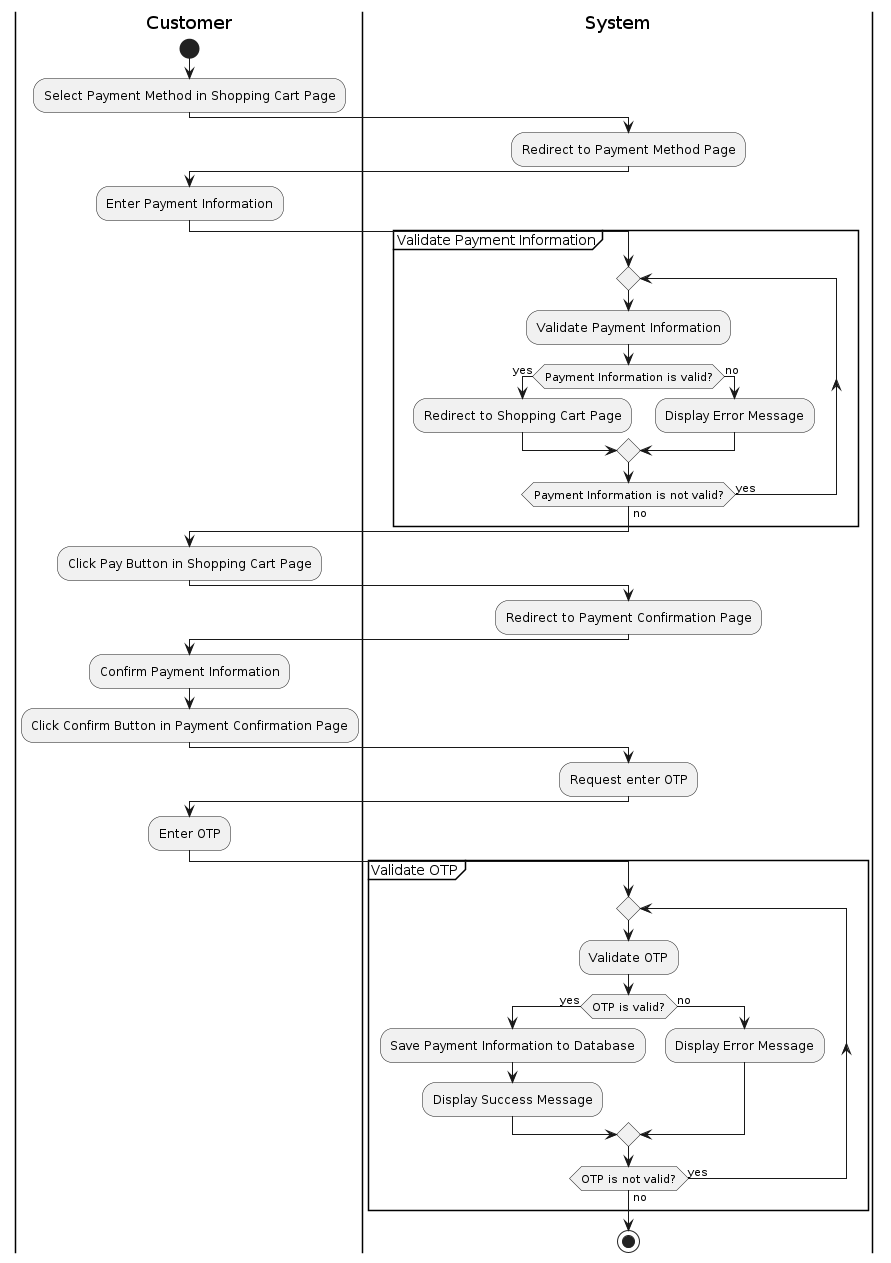 Customer
System
Select Payment Method in Shopping Cart Page
Redirect to Payment Method Page
Enter Payment Information
Validate Payment Information
Validate Payment Information
yes
Payment Information is valid?
no
Redirect to Shopping Cart Page
Display Error Message
Payment Information is not valid?
yes
no
Click Pay Button in Shopping Cart Page
Redirect to Payment Confirmation Page
Confirm Payment Information
Click Confirm Button in Payment Confirmation Page
Request enter OTP
Enter OTP
Validate OTP
Validate OTP
yes
OTP is valid?
no
Save Payment Information to Database
Display Error Message
Display Success Message
OTP is not valid?
yes
no